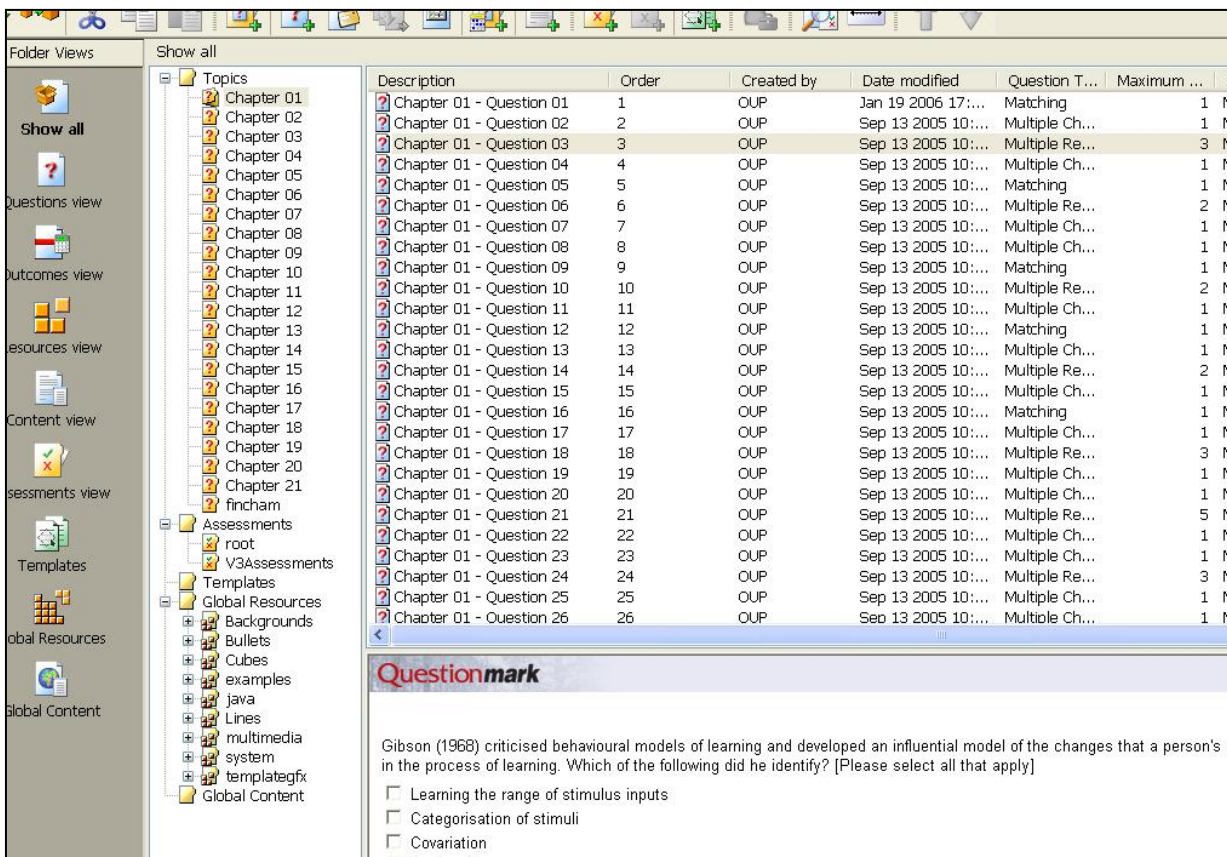 Folder Views
Show all
Show all
Questions view
Outcomes view
esources view
Content view
sessments view
Templates
obal Resources
Global Content
Topics
Chapter 01
Chapter 02
Chapter 03
Chapter 04
Chapter 05
Chapter 06
Chapter 07
Chapter 08
Chapter 09
Chapter 10
Chapter 11
Chapter 12
Chapter 13
Chapter 14
Chapter 15
Chapter 16
Chapter 17
Chapter 18
Chapter 19
Chapter 20
Chapter 21
fincham
Assessments
root
V3Assessments
Templates
Global Resources
Backgrounds
Bullets
Cubes
examples
java
Lines
multimedia
system
templategfx
Global Content
Description Order Created by Date modified Question T... Maximum ...
Chapter 01 - Question 01 1 OUP Jan 19 2006 17:... Matching 1
Chapter 01 - Question 02 2 OUP Sep 13 2005 10:... Multiple Ch... 1
Chapter 01 - Question 03 3 OUP Sep 13 2005 10:... Multiple Re... 3
Chapter 01 - Question 04 4 OUP Sep 13 2005 10:... Multiple Ch... 1
Chapter 01 - Question 05 5 OUP Sep 13 2005 10:... Matching 1
Chapter 01 - Question 06 6 OUP Sep 13 2005 10:... Multiple Re... 2
Chapter 01 - Question 07 7 OUP Sep 13 2005 10:... Multiple Ch... 1
Chapter 01 - Question 08 8 OUP Sep 13 2005 10:... Multiple Ch... 1
Chapter 01 - Question 09 9 OUP Sep 13 2005 10:... Matching 1
Chapter 01 - Question 10 10 OUP Sep 13 2005 10:... Multiple Re... 2
Chapter 01 - Question 11 11 OUP Sep 13 2005 10:... Multiple Ch... 1
Chapter 01 - Question 12 12 OUP Sep 13 2005 10:... Matching 1
Chapter 01 - Question 13 13 OUP Sep 13 2005 10:... Multiple Ch... 1
Chapter 01 - Question 14 14 OUP Sep 13 2005 10:... Multiple Re... 2
Chapter 01 - Question 15 15 OUP Sep 13 2005 10:... Multiple Ch... 1
Chapter 01 - Question 16 16 OUP Sep 13 2005 10:... Matching 1
Chapter 01 - Question 17 17 OUP Sep 13 2005 10:... Multiple Ch... 1
Chapter 01 - Question 18 18 OUP Sep 13 2005 10:... Multiple Re... 3
Chapter 01 - Question 19 19 OUP Sep 13 2005 10:... Multiple Ch... 1
Chapter 01 - Question 20 20 OUP Sep 13 2005 10:... Multiple Ch... 1
Chapter 01 - Question 21 21 OUP Sep 13 2005 10:... Multiple Re... 5
Chapter 01 - Question 22 22 OUP Sep 13 2005 10:... Multiple Ch... 1
Chapter 01 - Question 23 23 OUP Sep 13 2005 10:... Multiple Ch... 1
Chapter 01 - Question 24 24 OUP Sep 13 2005 10:... Multiple Re... 3
Chapter 01 - Question 25 25 OUP Sep 13 2005 10:... Multiple Ch... 1
Chapter 01 - Question 26 26 OUP Sep 13 2005 10:... Multiple Ch... 1
Questionmark
Gibson (1968) criticised behavioural models of learning and developed an influential model of the changes that a person's
in the process of learning. Which of the following did he identify? [Please select all that apply]
Learning the range of stimulus inputs
Categorisation of stimuli
Covariation